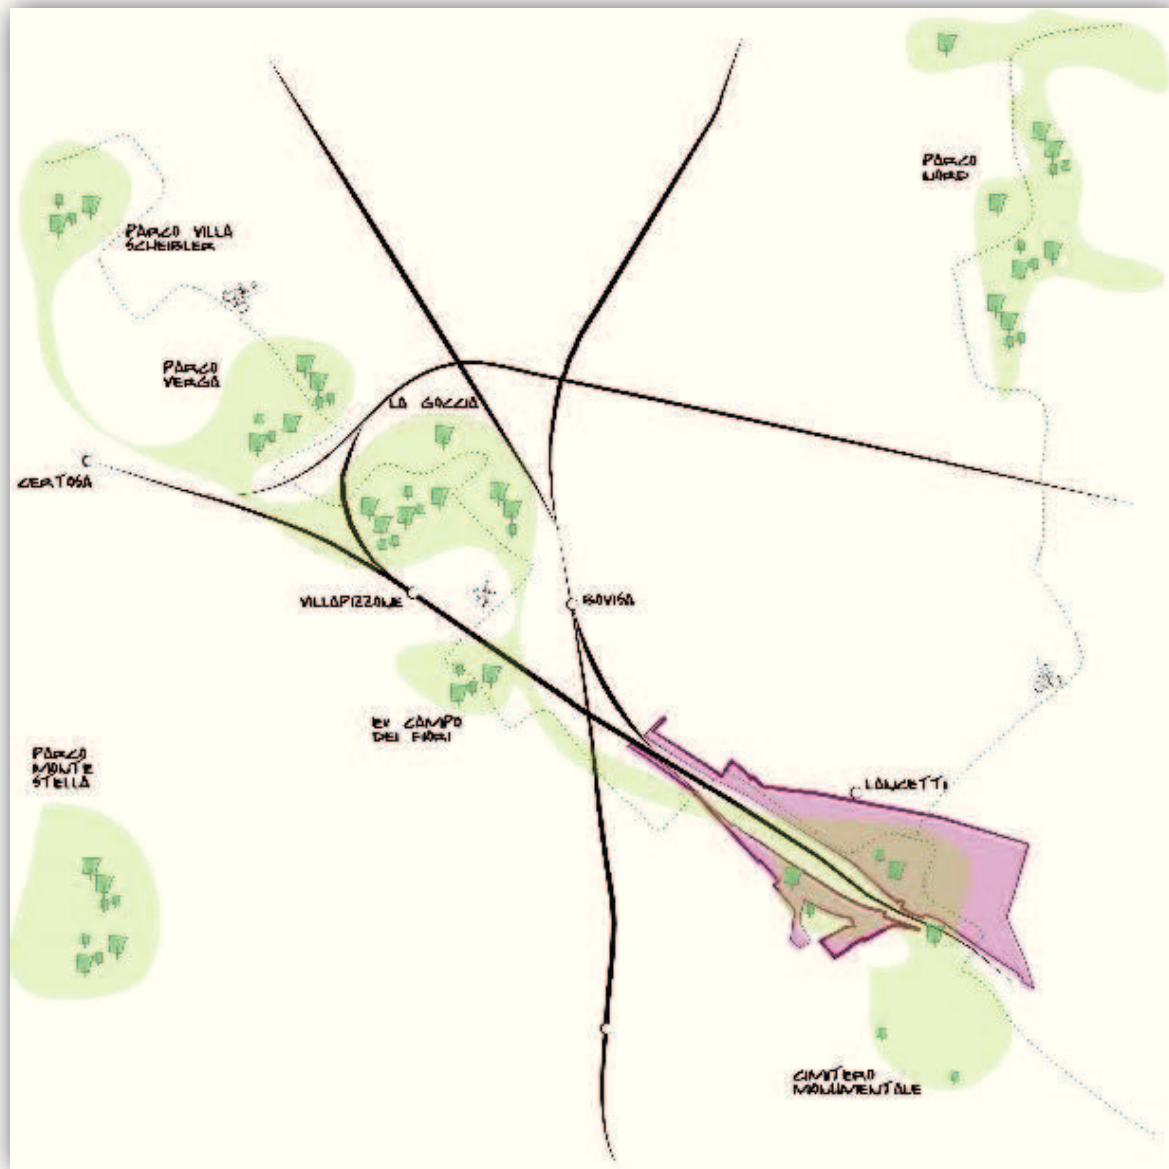 PARCO
NORD
PARCO VILLA
SCHEIBLER
PARCO
VERGA
LA GOCCIA
CERTOSA
VILLAPIZZONE
BOVISA
EX CAMPO
DEI FIORI
PARCO
MONTE
STELLA
LANCETTI
CIMITERO
MONUMENTALE